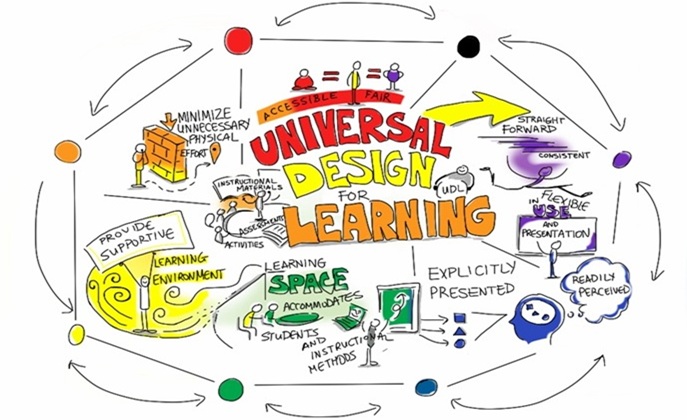 ACCESSIBLE FAIR
UNIVERSAL
DESIGN
FOR
LEARNING
UDL
MINIMIZE
UNNECESSARY
PHYSICAL
EFFORT
INSTRUCTIONAL
MATERIALS
ASSESSMENTS
ACTIVITIES
STRAIGHT
FORWARD
CONSISTENT
FLEXIBLE
IN USE
AND
PRESENTATION
PROVIDE
SUPPORTIVE
LEARNING
ENVIRONMENT
LEARNING
SPACE
ACCOMMODATES
STUDENTS
AND
INSTRUCTIONAL
METHODS
EXPLICITLY
PRESENTED
READILY
PERCEIVED